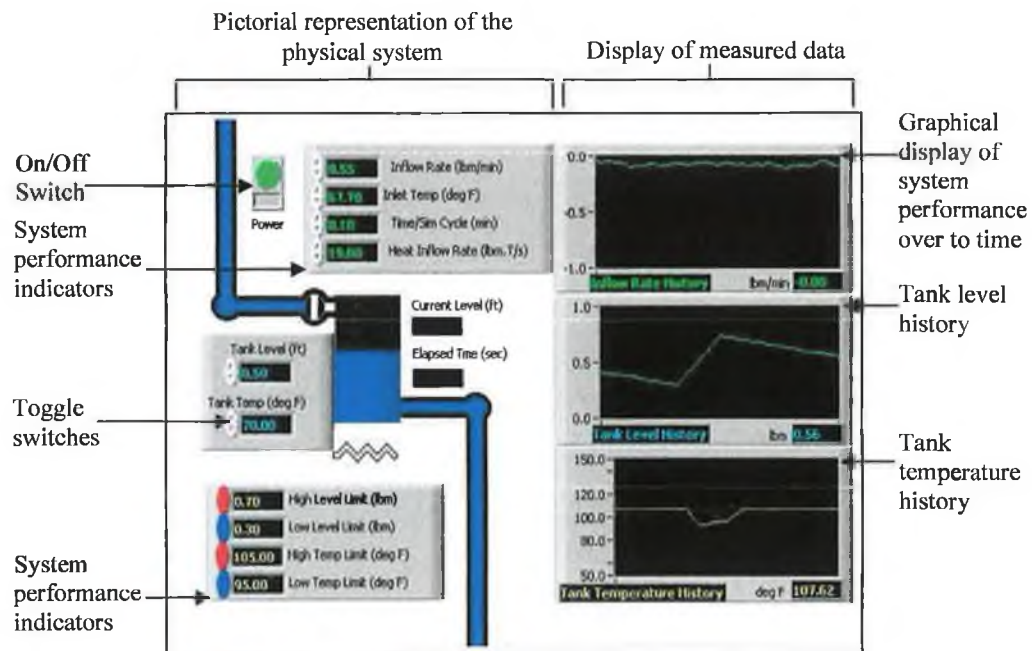 Pictorial representation of the
physical system
Display of measured data
On/Off
Switch
System
performance
indicators
Toggle
switches
System
performance
indicators
Power
0.55 Inflow Rate (lbm/min)
67.70 Inlet Temp (deg F)
0.10 Time/Sim Cycle (min)
19.00 Heat Inflow Rate (lbm.T/s)
Current Level (ft)
Elapsed Time (sec)
Tank Level (ft)
0.50
Tank Temp (deg F)
70.00
0.70 High Level Limit (lbm)
0.30 Low Level Limit (lbm)
105.00 High Temp Limit (deg F)
95.00 Low Temp Limit (deg F)
0.0
-0.5
-1.0
Inflow Rate History lbm/min -0.06
1.0
0.5
0.0
Tank Level History lbm 0.56
150.0
120.0
100.0
80.0
50.0
Tank Temperature History deg F 107.62
Graphical
display of
system
performance
over to time
Tank level
history
Tank
temperature
history